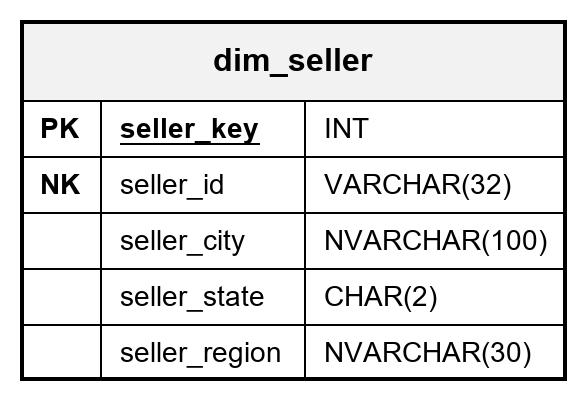 dim_seller
PK seller_key INT
NK seller_id VARCHAR(32)
seller_city NVARCHAR(100)
seller_state CHAR(2)
seller_region NVARCHAR(30)